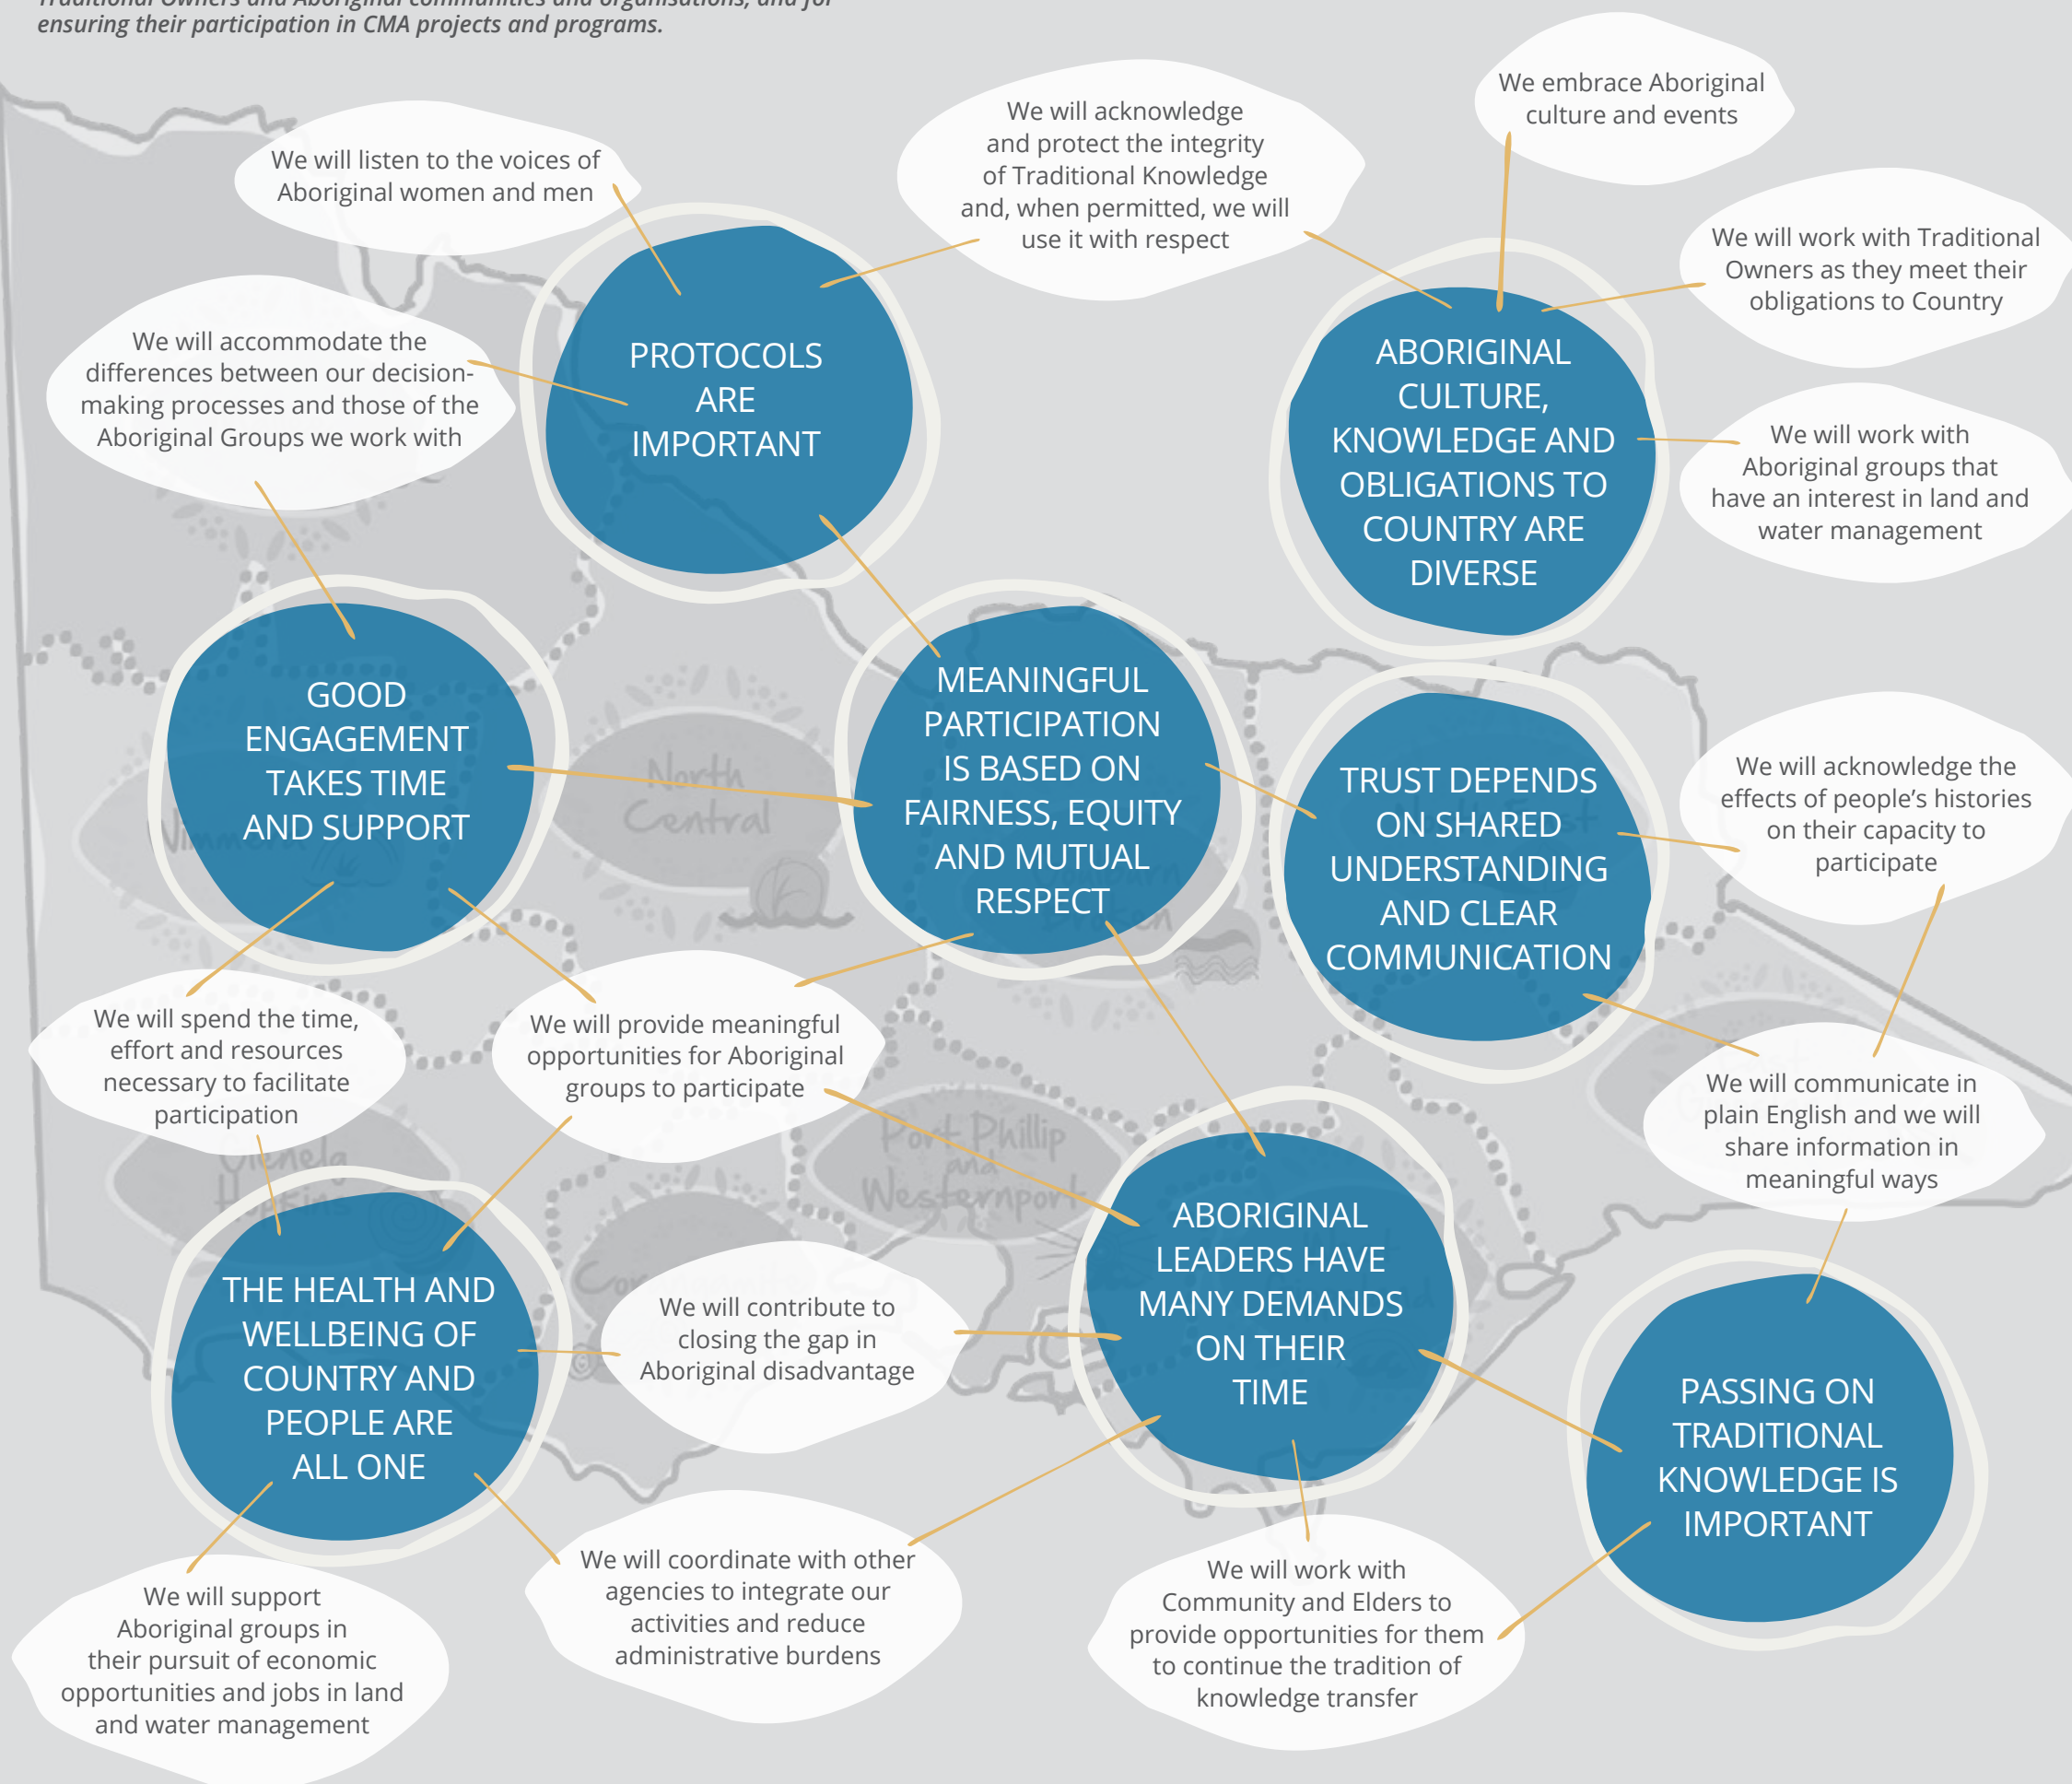 Traditional Owners and Aboriginal communities and organisations, and for
ensuring their participation in CMA projects and programs.
We embrace Aboriginal
culture and events
We will acknowledge
and protect the integrity
of Traditional Knowledge
and, when permitted, we will
use it with respect
We will listen to the voices of
Aboriginal women and men
We will work with Traditional
Owners as they meet their
obligations to Country
We will accommodate the
differences between our decision-
making processes and those of the
Aboriginal Groups we work with
PROTOCOLS
ARE
IMPORTANT
ABORIGINAL
CULTURE,
KNOWLEDGE AND
OBLIGATIONS TO
COUNTRY ARE
DIVERSE
We will work with
Aboriginal groups that
have an interest in land and
water management
GOOD
ENGAGEMENT
TAKES TIME
AND SUPPORT
North
Central
MEANINGFUL
PARTICIPATION
IS BASED ON
FAIRNESS, EQUITY
AND MUTUAL
RESPECT
TRUST DEPENDS
ON SHARED
UNDERSTANDING
AND CLEAR
COMMUNICATION
We will acknowledge the
effects of people's histories
on their capacity to
participate
We will spend the time,
effort and resources
necessary to facilitate
participation
We will provide meaningful
opportunities for Aboriginal
groups to participate
We will communicate in
plain English and we will
share information in
meaningful ways
Glenelg
Hopkins
Port Phillip
and
Westernport
THE HEALTH AND
WELLBEING OF
COUNTRY AND
PEOPLE ARE
ALL ONE
We will contribute to
closing the gap in
Aboriginal disadvantage
ABORIGINAL
LEADERS HAVE
MANY DEMANDS
ON THEIR
TIME
PASSING ON
TRADITIONAL
KNOWLEDGE IS
IMPORTANT
We will support
Aboriginal groups in
their pursuit of economic
opportunities and jobs in land
and water management
We will coordinate with other
agencies to integrate our
activities and reduce
administrative burdens
We will work with
Community and Elders to
provide opportunities for them
to continue the tradition of
knowledge transfer